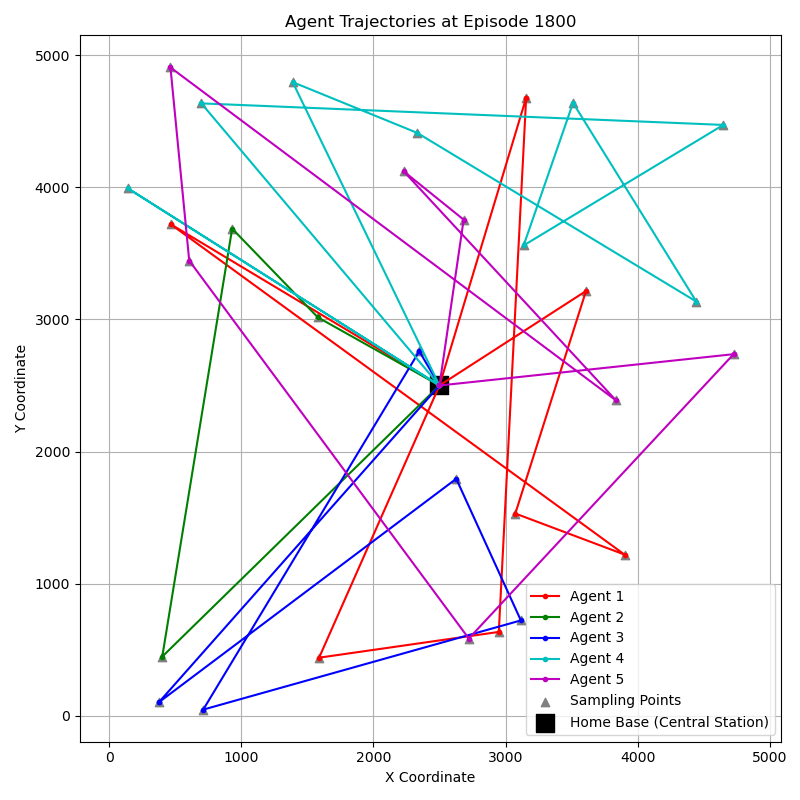 Agent Trajectories at Episode 1800
5000
4000
3000
2000
1000
0
Y Coordinate
0 1000 2000 3000 4000 5000
X Coordinate
Agent 1
Agent 2
Agent 3
Agent 4
Agent 5
Sampling Points
Home Base (Central Station)